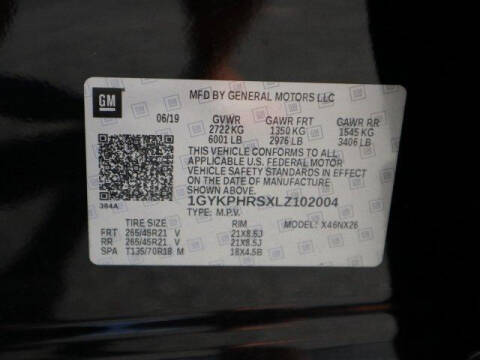 GM
MFD BY GENERAL MOTORS LLC
06/19 GVWR GAWR FRT GAWR RR
2722 KG 1350 KG 1545 KG
6001 LB 2976 LB 3406 LB
THIS VEHICLE CONFORMS TO ALL
APPLICABLE U.S. FEDERAL MOTOR
VEHICLE SAFETY STANDARDS IN EFFECT
ON THE DATE OF MANUFACTURE
SHOWN ABOVE.
384A
1GYKPHRSXLZ102004
TYPE: M.P.V.
TIRE SIZE RIM MODEL: X46NX26
FRT 265/45R21 V 21X8.5J
RR 265/45R21 V 21X8.5J
SPA T135/70R18 M 18X4.5B